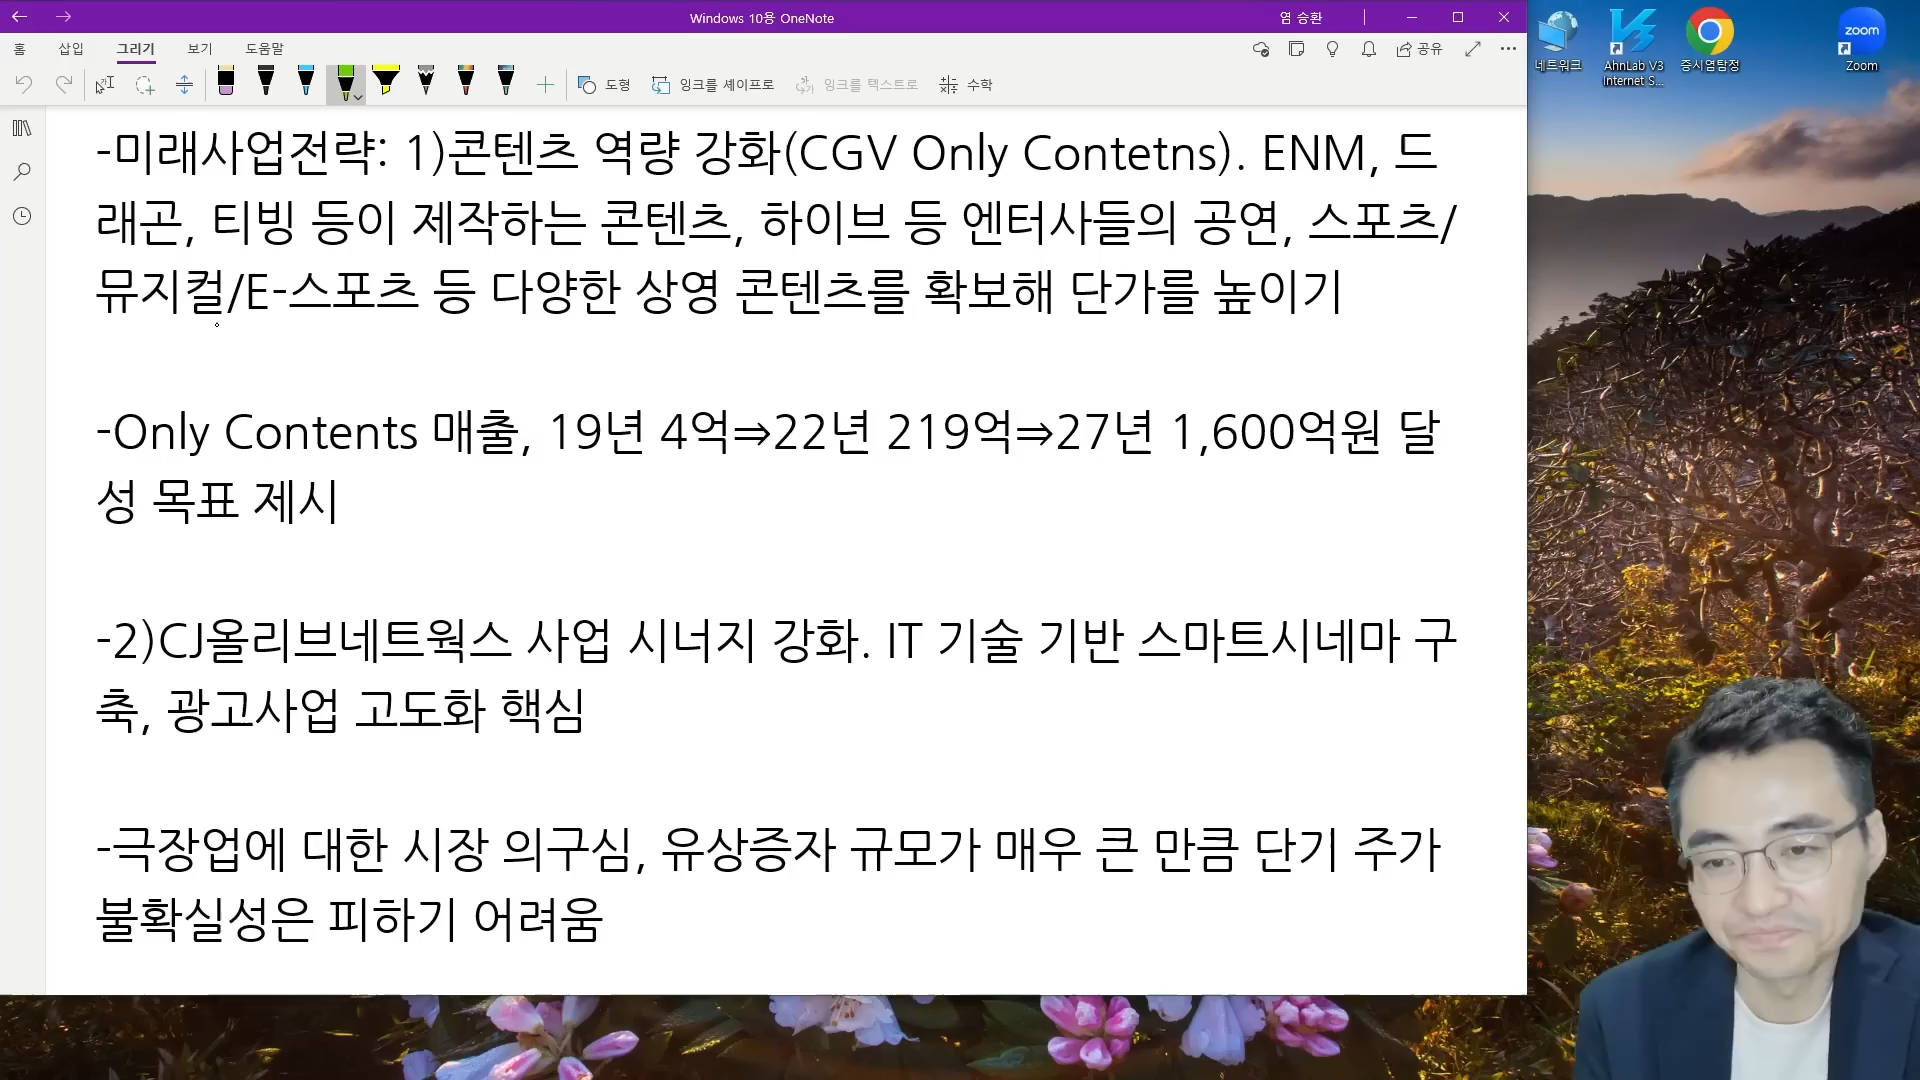 Windows 10용 OneNote
염 승환
홈 삽입 그리기 보기 도움말
공유
도형 잉크를 셰이프로 잉크를 텍스트로 수학
-미래사업전략: 1)콘텐츠 역량 강화(CGV Only Contetns). ENM, 드
래곤, 티빙 등이 제작하는 콘텐츠, 하이브 등 엔터사들의 공연, 스포츠/
뮤지컬/E-스포츠 등 다양한 상영 콘텐츠를 확보해 단가를 높이기
-Only Contents 매출, 19년 4억⇒22년 219억⇒27년 1,600억원 달
성 목표 제시
-2)CJ올리브네트웍스 사업 시너지 강화. IT 기술 기반 스마트시네마 구
축, 광고사업 고도화 핵심
-극장업에 대한 시장 의구심, 유상증자 규모가 매우 큰 만큼 단기 주가
불확실성은 피하기 어려움
네트워크
AhnLab V3
Internet S...
증시염탐정
zoom
Zoom